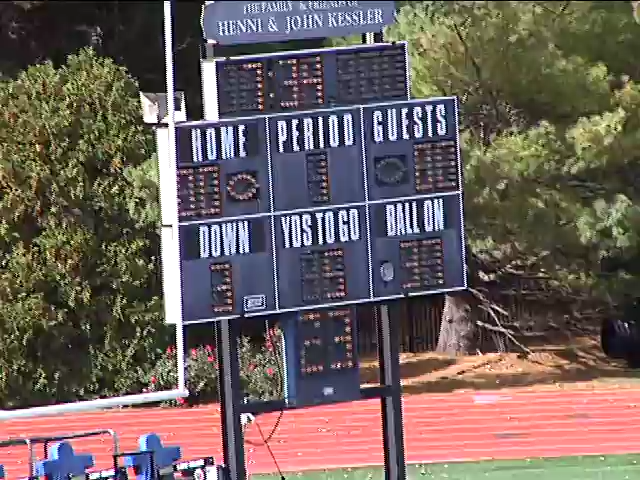 THE FAMILY & FRIENDS OF
HENNI & JOHN KESSLER
HOME PERIOD GUESTS
DOWN YDS TO GO BALL ON